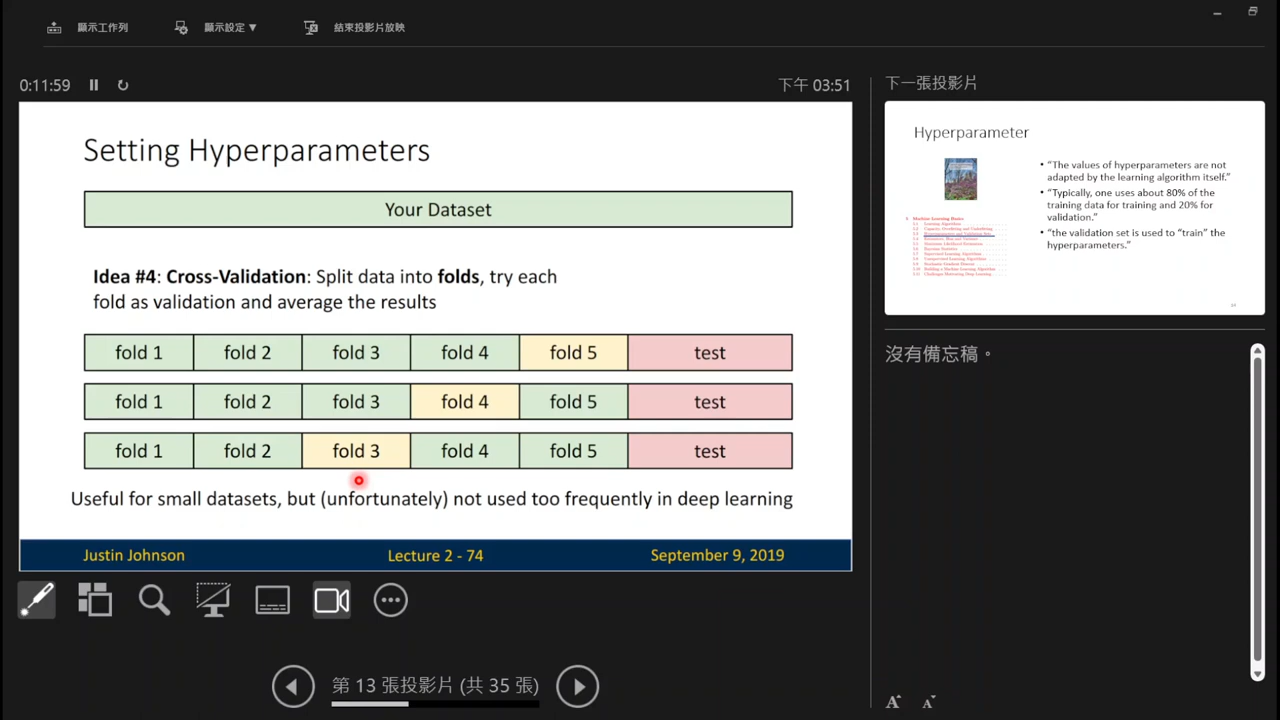 顯示工作列 顯示設定 ▼ 結束投影片放映
0:11:59 下午 03:51
Setting Hyperparameters
Your Dataset
Idea #4: Cross-Validation: Split data into folds, try each
fold as validation and average the results
fold 1 fold 2 fold 3 fold 4 fold 5 test
fold 1 fold 2 fold 3 fold 4 fold 5 test
fold 1 fold 2 fold 3 fold 4 fold 5 test
Useful for small datasets, but (unfortunately) not used too frequently in deep learning
Justin Johnson Lecture 2 - 74 September 9, 2019
第 13 張投影片 (共 35 張)
下一張投影片
Hyperparameter
• “The values of hyperparameters are not
adapted by the learning algorithm itself.”
• “Typically, one uses about 80% of the
training data for training and 20% for
validation.”
• “the validation set is used to “train” the
hyperparameters.”
Machine Learning Basics
Learning Algorithms
沒有備忘稿。
A A